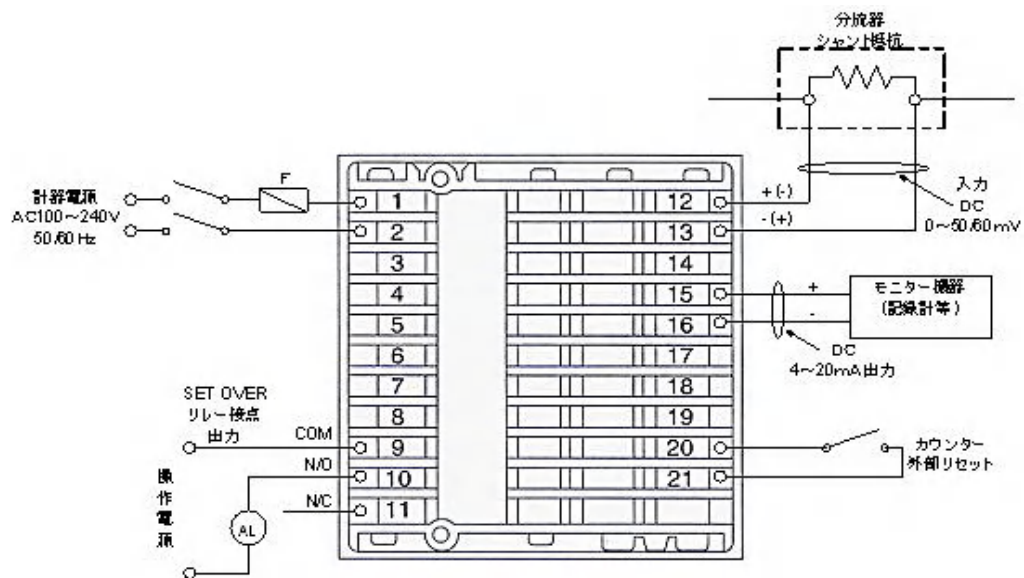 分流器
シャント抵抗
計器電源
AC100～240V
50/60 Hz
F
1
2
3
4
5
6
7
8
9
10
11
12
13
14
15
16
17
18
19
20
21
+(-)
-(+)
入力
DC
0～50/60mV
+
-
モニター機器
(記録計等)
DC
4～20mA出力
SET OVER
リレー接点
出力
COM
N/O
N/C
操作電源
AL
カウンター
外部リセット